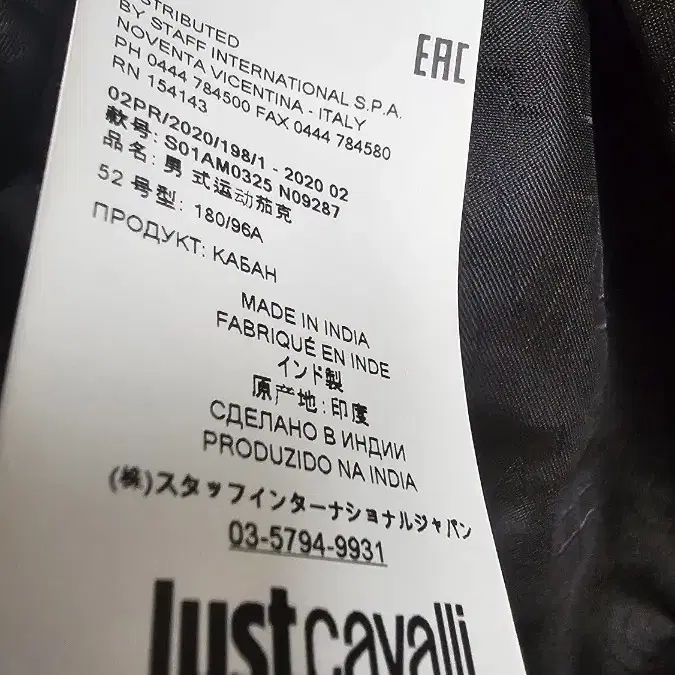 STRIBUTED
BY STAFF INTERNATIONAL S.P.A.
NOVENTA VICENTINA - ITALY
PH 0444 784500 FAX 0444 784580
RN 154143
EAC
02PR/2020/198/1 - 2020 02
款号: S01AM0325 N09287
品名: 男 式运动茄克
52 号型: 180/96A
ПРОДУКТ: КАБАН
MADE IN INDIA
FABRIQUÉ EN INDE
インド製
原产地:印度
СДЕЛАНО В ИНДИИ
PRODUZIDO NA INDIA
(株)スタッフインターナショナルジャパン
03-5794-9931
Just cavalli